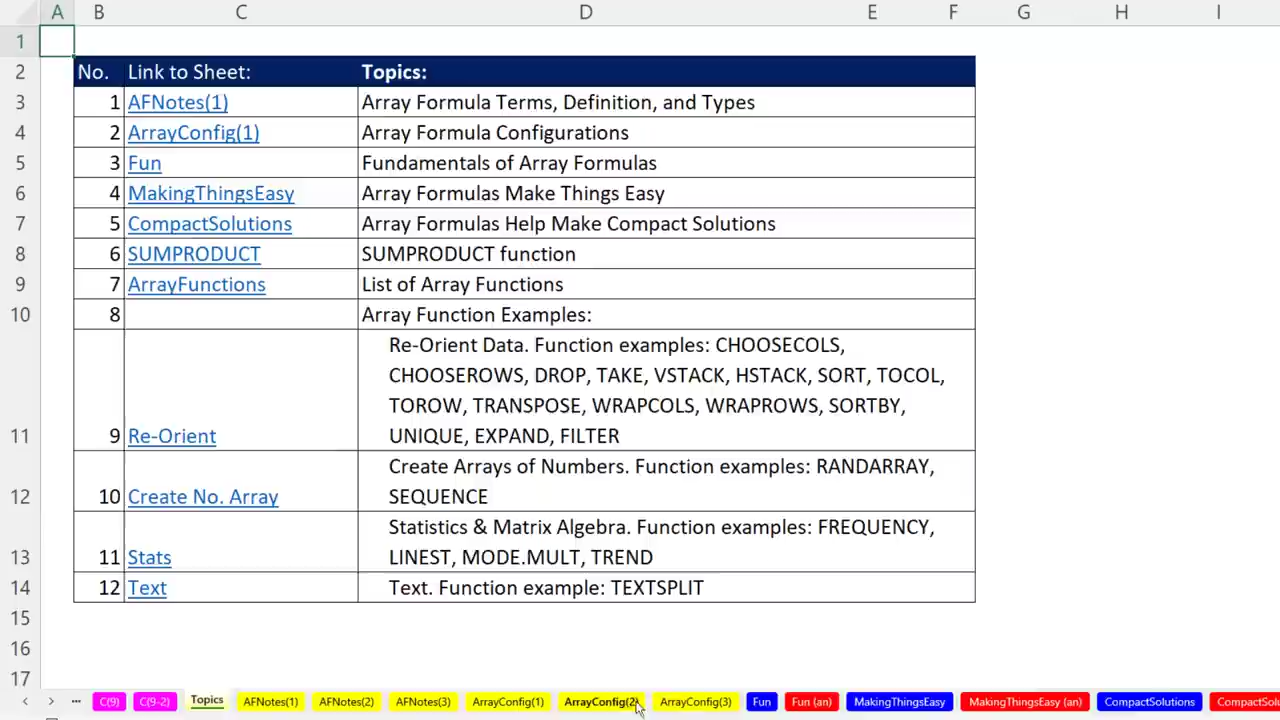 A B C D E F G H I
1
2 No. Link to Sheet: Topics:
3 1 AFNotes(1) Array Formula Terms, Definition, and Types
4 2 ArrayConfig(1) Array Formula Configurations
5 3 Fun Fundamentals of Array Formulas
6 4 MakingThingsEasy Array Formulas Make Things Easy
7 5 CompactSolutions Array Formulas Help Make Compact Solutions
8 6 SUMPRODUCT SUMPRODUCT function
9 7 ArrayFunctions List of Array Functions
10 8 Array Function Examples:
Re-Orient Data. Function examples: CHOOSECOLS,
CHOOSEROWS, DROP, TAKE, VSTACK, HSTACK, SORT, TOCOL,
TOROW, TRANSPOSE, WRAPCOLS, WRAPROWS, SORTBY,
11 9 Re-Orient UNIQUE, EXPAND, FILTER
Create Arrays of Numbers. Function examples: RANDARRAY,
12 10 Create No. Array SEQUENCE
Statistics & Matrix Algebra. Function examples: FREQUENCY,
13 11 Stats LINEST, MODE.MULT, TREND
14 12 Text Text. Function example: TEXTSPLIT
15
16
17
C(9) C(9-2) Topics AFNotes(1) AFNotes(2) AFNotes(3) ArrayConfig(1) ArrayConfig(2) ArrayConfig(3) Fun Fun (an) MakingThingsEasy MakingThingsEasy (an) CompactSolutions CompactSolu